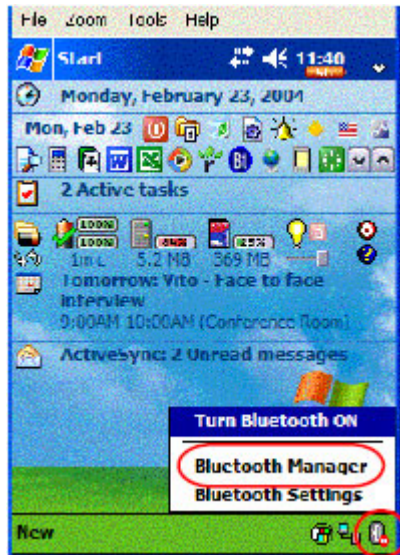 File Zoom Tools Help
Start 11:40
Monday, February 23, 2004
Mon, Feb 23
2 Active tasks
100%
100%
5.2 MB 369 MB
Tomorrow: Vito - Face to face
interview
9:00AM-10:00AM (Conference Room)
ActiveSync: 2 Unread messages
Turn Bluetooth ON
Bluetooth Manager
Bluetooth Settings
New